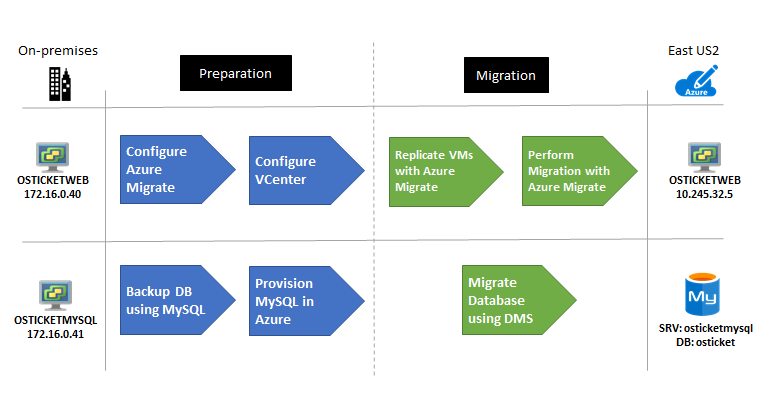 On-premises
Preparation
Migration
East US2
Azure
OSTICKETWEB
172.16.0.40
Configure
Azure
Migrate
Configure
VCenter
Replicate VMs
with Azure
Migrate
Perform
Migration with
Azure Migrate
OSTICKETWEB
10.245.32.5
OSTICKETMYSQL
172.16.0.41
Backup DB
using MySQL
Provision
MySQL in
Azure
Migrate
Database
using DMS
My
SRV: osticketmysql
DB: osticket